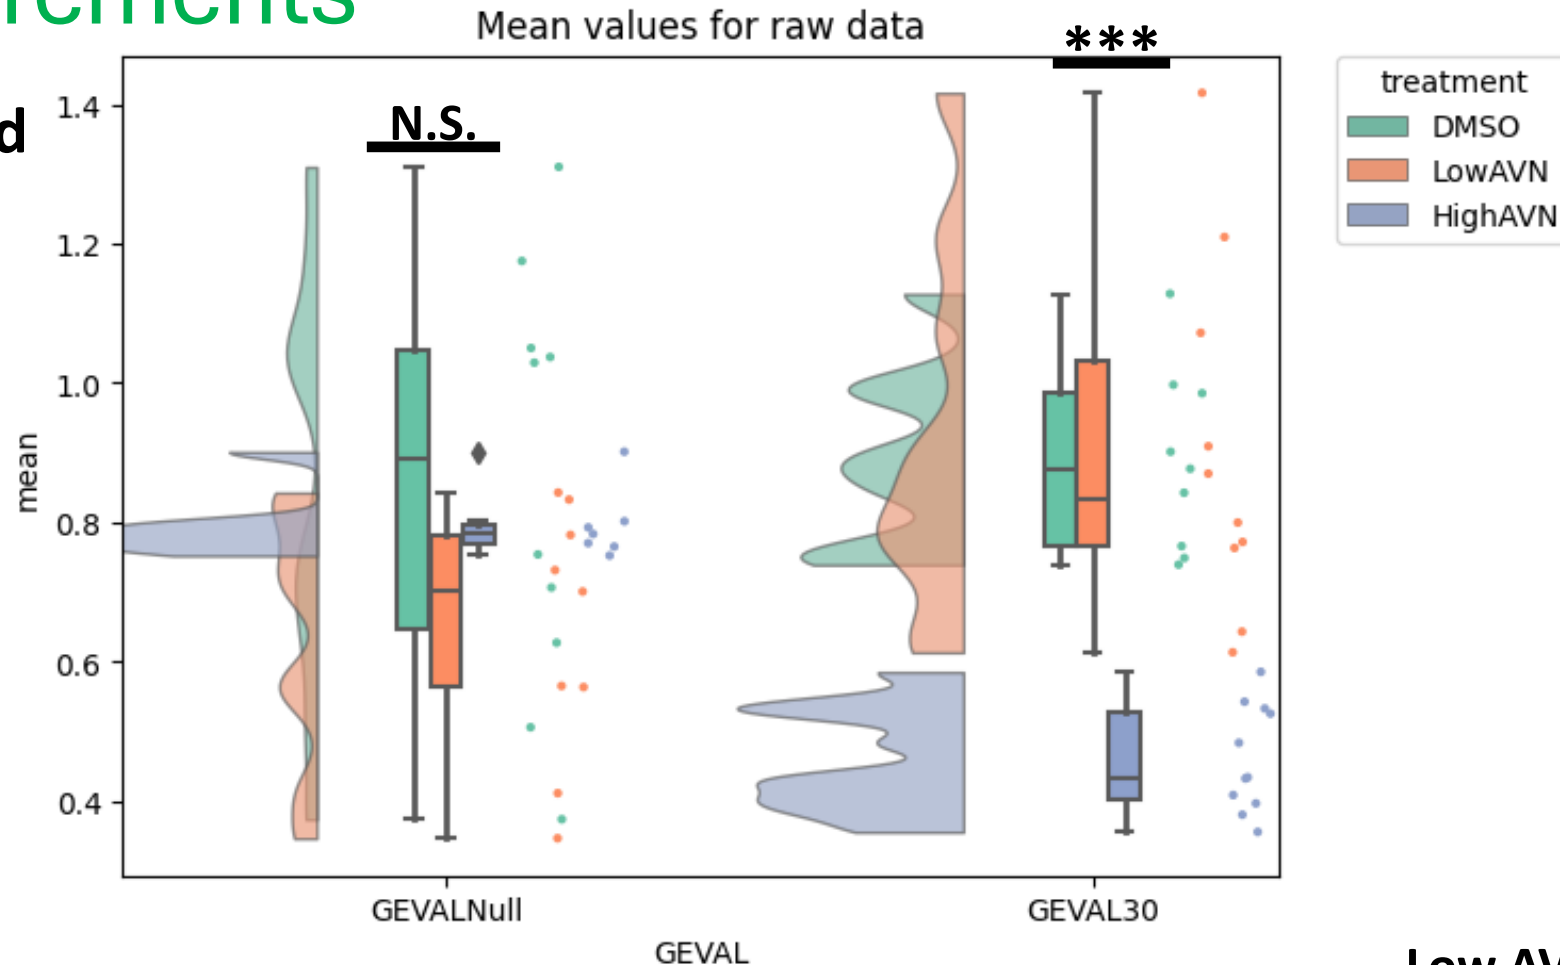 Mean values for raw data
***
treatment
DMSO
LowAVN
HighAVN
d
N.S.
1.4
1.2
1.0
0.8
0.6
0.4
mean
GEVALNull
GEVAL30
GEVAL
Low